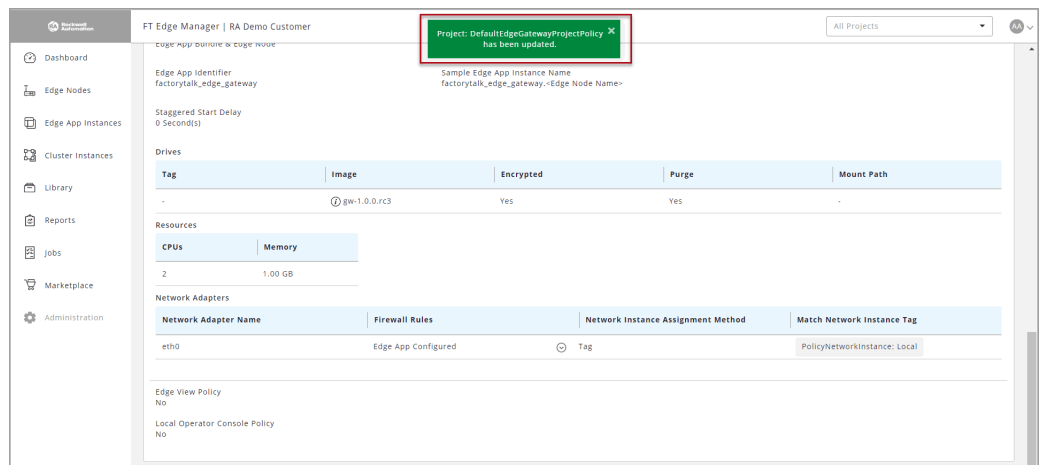 Rockwell
Automation
FT Edge Manager | RA Demo Customer
Project: DefaultEdgeGatewayProjectPolicy
has been updated.
All Projects
AA
Dashboard
Edge Nodes
Edge App Instances
Cluster Instances
Library
Reports
Jobs
Marketplace
Administration
Edge App Bundle & Edge Node
Edge App Identifier
factorytalk_edge_gateway
Sample Edge App Instance Name
factorytalk_edge_gateway.<Edge Node Name>
Staggered Start Delay
0 Second(s)
Drives
Tag Image Encrypted Purge Mount Path
- gw-1.0.0.rc3 Yes Yes -
Resources
CPUs Memory
2 1.00 GB
Network Adapters
Network Adapter Name Firewall Rules Network Instance Assignment Method Match Network Instance Tag
eth0 Edge App Configured Tag PolicyNetworkInstance: Local
Edge View Policy
No
Local Operator Console Policy
No